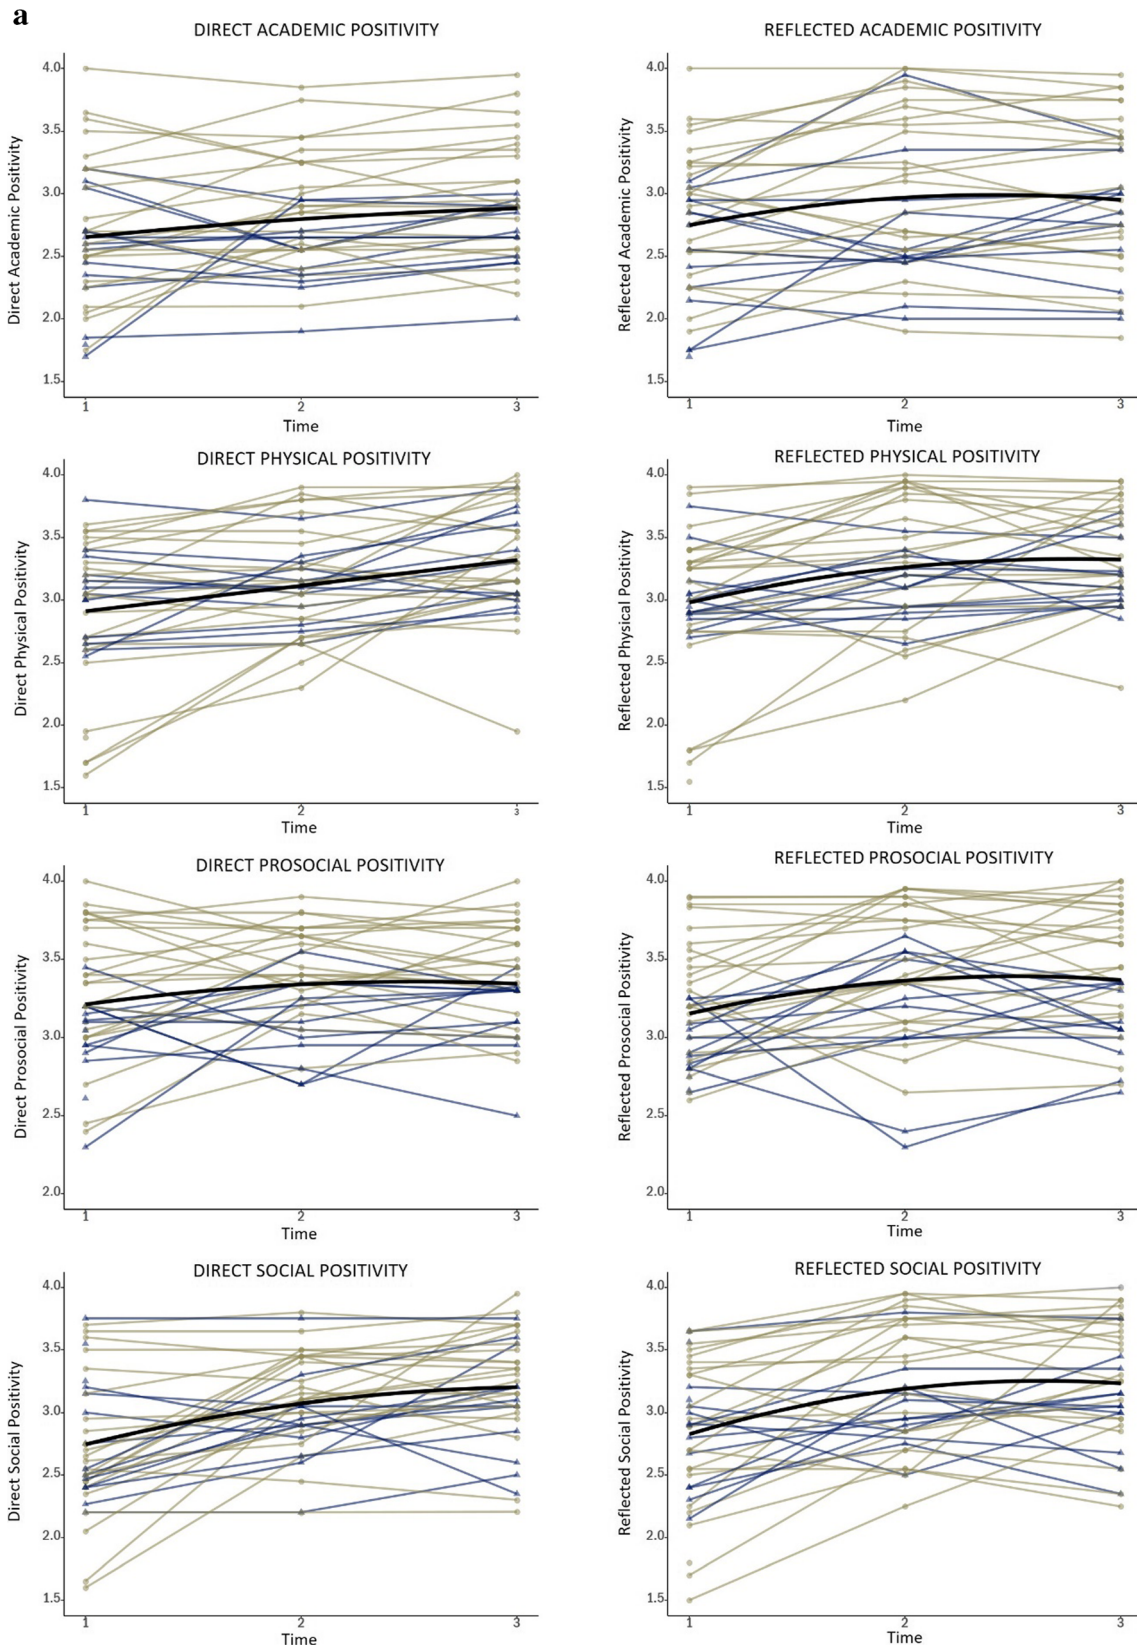 a
DIRECT ACADEMIC POSITIVITY
Direct Academic Positivity
4.0
3.5
3.0
2.5
2.0
1.5
1 2 3
Time
REFLECTED ACADEMIC POSITIVITY
Reflected Academic Positivity
4.0
3.5
3.0
2.5
2.0
1.5
1 2 3
Time
DIRECT PHYSICAL POSITIVITY
Direct Physical Positivity
4.0
3.5
3.0
2.5
2.0
1.5
1 2 3
Time
REFLECTED PHYSICAL POSITIVITY
Reflected Physical Positivity
4.0
3.5
3.0
2.5
2.0
1.5
1 2 3
Time
DIRECT PROSOCIAL POSITIVITY
Direct Prosocial Positivity
4.0
3.5
3.0
2.5
2.0
1 2 3
Time
REFLECTED PROSOCIAL POSITIVITY
Reflected Prosocial Positivity
4.0
3.5
3.0
2.5
2.0
1 2 3
Time
DIRECT SOCIAL POSITIVITY
Direct Social Positivity
4.0
3.5
3.0
2.5
2.0
1.5
1 2 3
Time
REFLECTED SOCIAL POSITIVITY
Reflected Social Positivity
4.0
3.5
3.0
2.5
2.0
1.5
1 2 3
Time